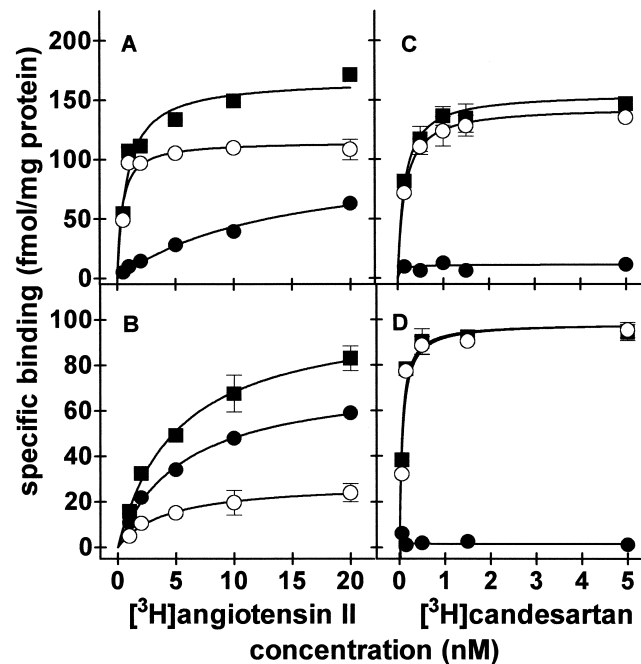 specific binding (fmol/mg protein)
A
200
150
100
50
0
C
B
100
80
60
40
20
0
D
0 5 10 15 20
0 1 2 3 4 5
[³H]angiotensin II
[³H]candesartan
concentration (nM)